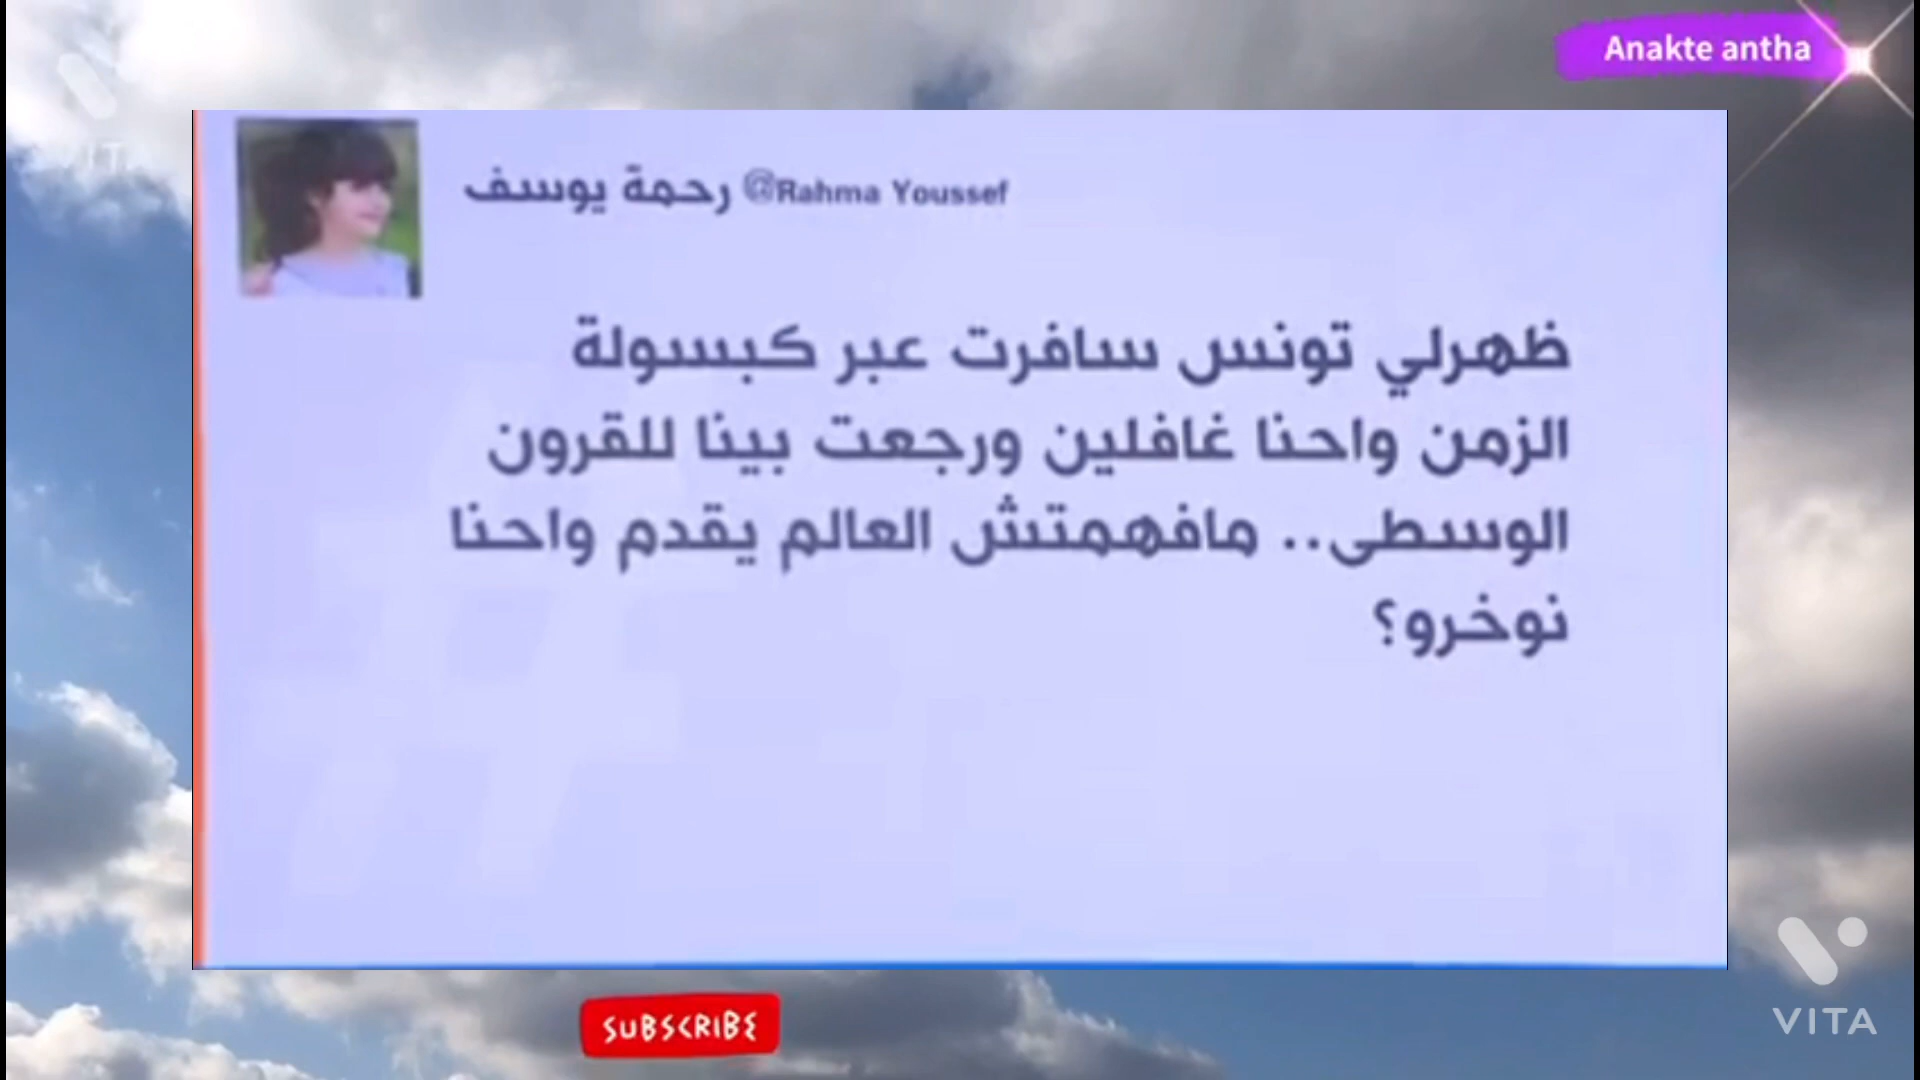 Anakte antha
رحمة يوسف @Rahma Youssef
ظهرلي تونس سافرت عبر كبسولة
الزمن واحنا غافلين ورجعت بينا للقرون
الوسطى.. مافهمتش العالم يقدم واحنا
نوخرو؟
SUBSCRIBE
VITA